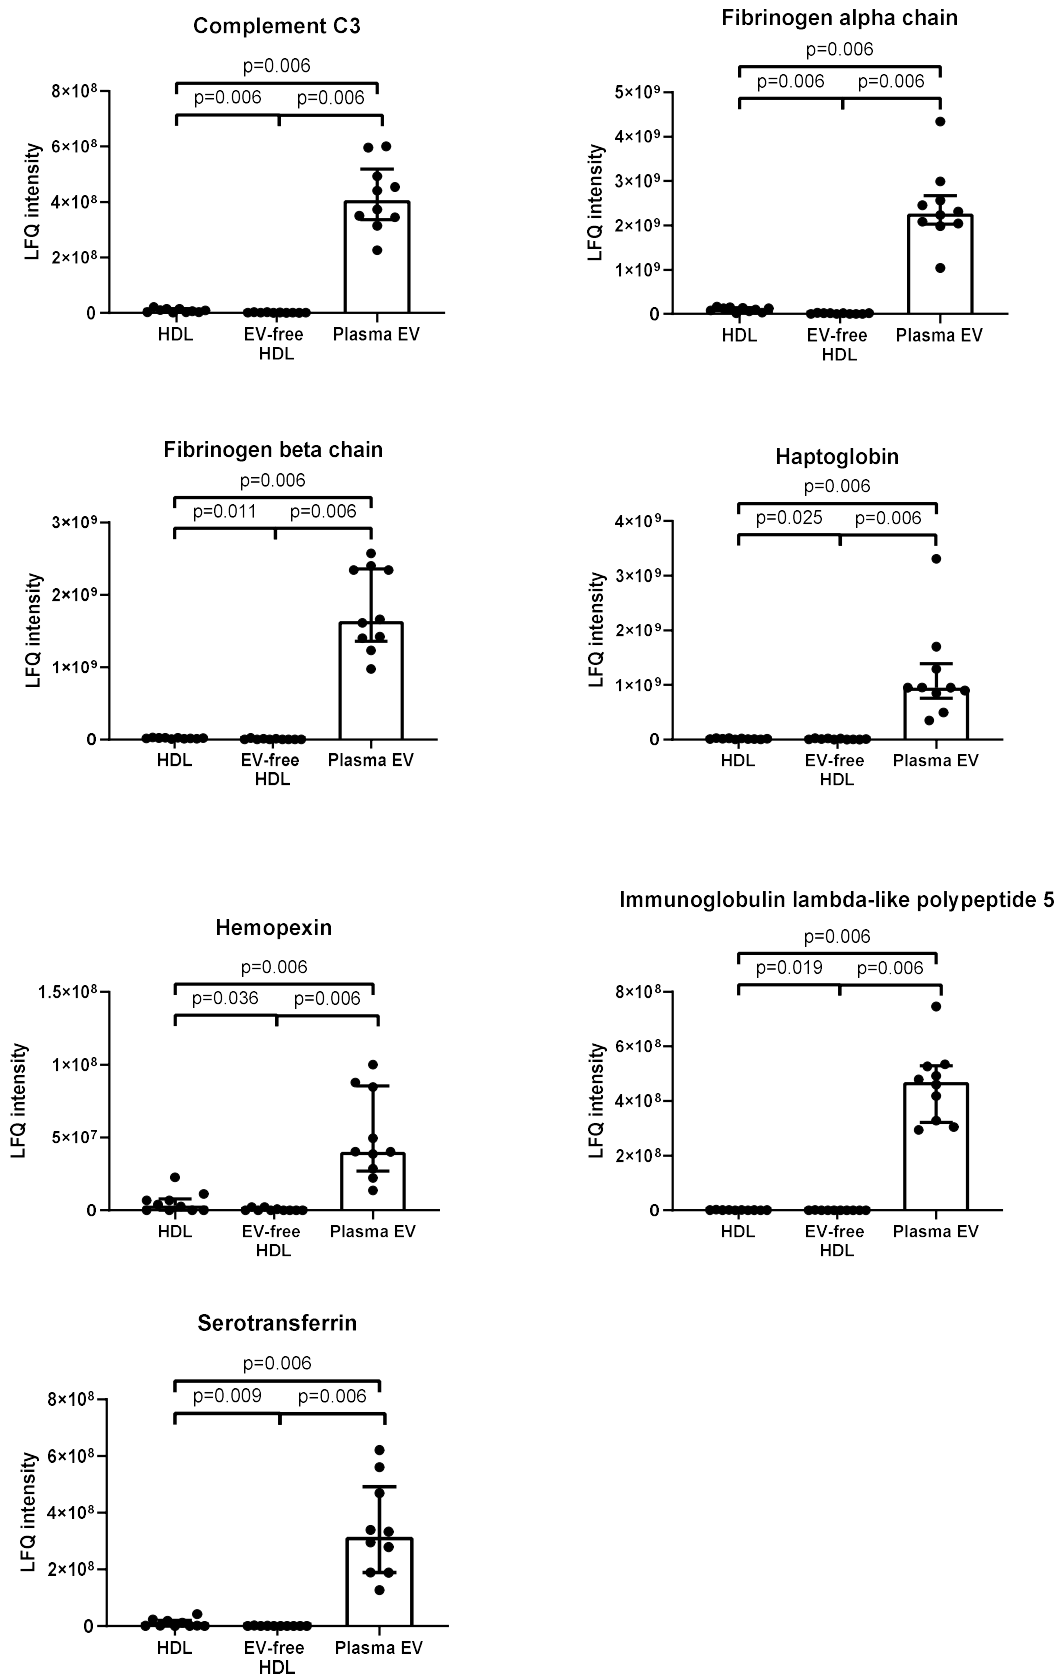 Complement C3
p=0.006
p=0.006 p=0.006
8×10⁸
6×10⁸
4×10⁸
2×10⁸
0
LFQ intensity
HDL EV-free HDL Plasma EV
Fibrinogen alpha chain
p=0.006
p=0.006 p=0.006
5×10⁹
4×10⁹
3×10⁹
2×10⁹
1×10⁹
0
LFQ intensity
HDL EV-free HDL Plasma EV
Fibrinogen beta chain
p=0.006
p=0.011 p=0.006
3×10⁹
2×10⁹
1×10⁹
0
LFQ intensity
HDL EV-free HDL Plasma EV
Haptoglobin
p=0.006
p=0.025 p=0.006
4×10⁹
3×10⁹
2×10⁹
1×10⁹
0
LFQ intensity
HDL EV-free HDL Plasma EV
Hemopexin
p=0.006
p=0.036 p=0.006
1.5×10⁸
1×10⁸
5×10⁷
0
LFQ intensity
HDL EV-free HDL Plasma EV
Immunoglobulin lambda-like polypeptide 5
p=0.006
p=0.019 p=0.006
8×10⁸
6×10⁸
4×10⁸
2×10⁸
0
LFQ intensity
HDL EV-free HDL Plasma EV
Serotransferrin
p=0.006
p=0.009 p=0.006
8×10⁸
6×10⁸
4×10⁸
2×10⁸
0
LFQ intensity
HDL EV-free HDL Plasma EV